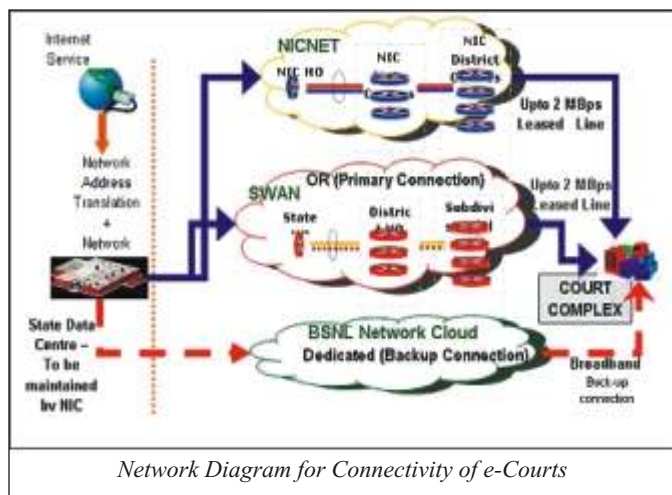 Internet
Service
Network
Address
Translation
+
Network
State Data
Centre –
To be
maintained
by NIC
NICNET
NIC HO
NIC
NIC
District
Upto 2 MBps
Leased Line
OR (Primary Connection)
SWAN
State
Distric
Subdivi
Upto 2 MBps
Leased Line
COURT
COMPLEX
BSNL Network Cloud
Dedicated (Backup Connection)
Broadband
Back-up
connection
Network Diagram for Connectivity of e-Courts